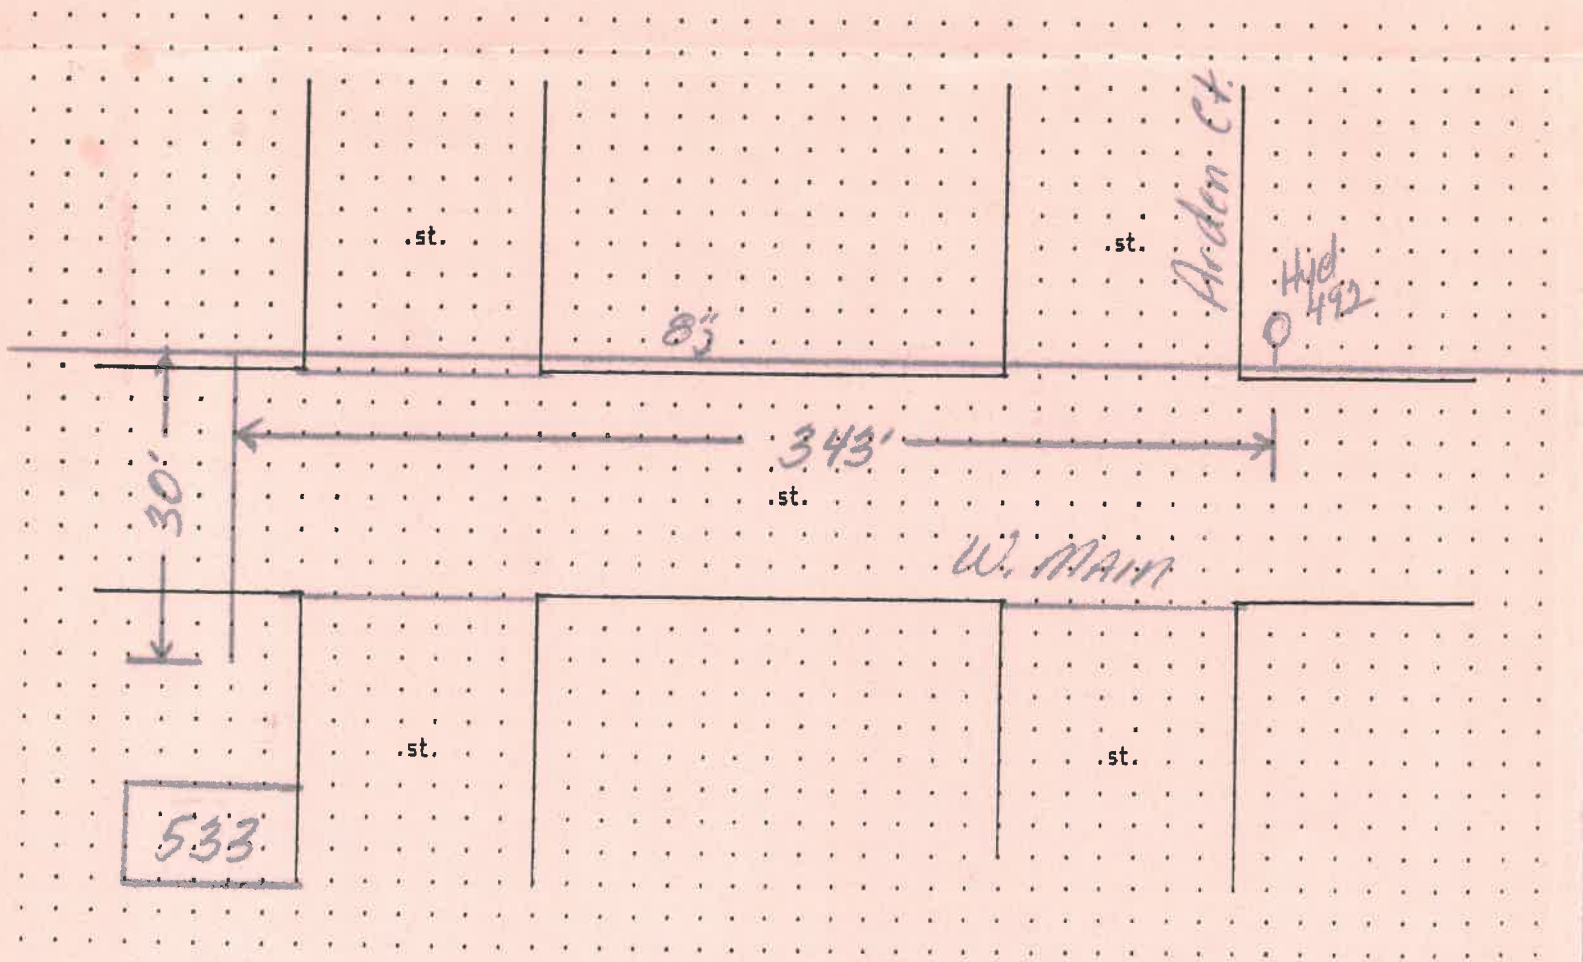 Arden Ct.
.st.
.st.
Hyd
492
8"
343'
30'
.st.
W. MAIN
.st.
.st.
533